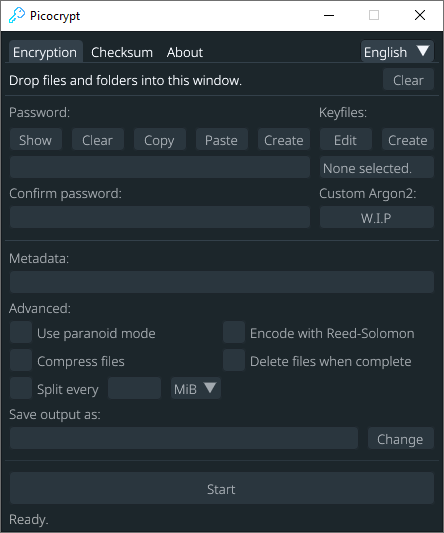 Picocrypt
Encryption Checksum About English
Drop files and folders into this window. Clear
Password: Keyfiles:
Show Clear Copy Paste Create Edit Create
None selected.
Confirm password: Custom Argon2:
W.I.P
Metadata:
Advanced:
Use paranoid mode Encode with Reed-Solomon
Compress files Delete files when complete
Split every MiB
Save output as:
Change
Start
Ready.